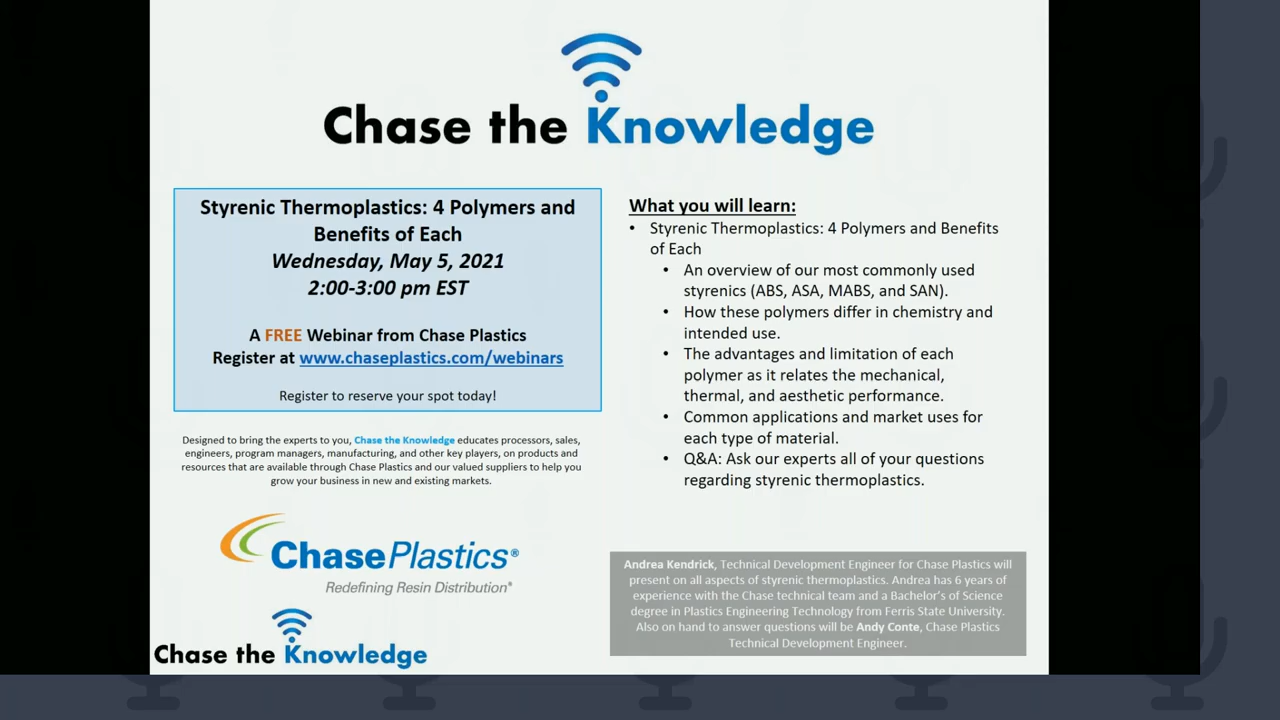 Chase the Knowledge
Styrenic Thermoplastics: 4 Polymers and
Benefits of Each
Wednesday, May 5, 2021
2:00-3:00 pm EST
A FREE Webinar from Chase Plastics
Register at www.chaseplastics.com/webinars
Register to reserve your spot today!
Designed to bring the experts to you, Chase the Knowledge educates processors, sales,
engineers, program managers, manufacturing, and other key players, on products and
resources that are available through Chase Plastics and our valued suppliers to help you
grow your business in new and existing markets.
ChasePlastics®
Redefining Resin Distribution*
Chase the Knowledge
What you will learn:
• Styrenic Thermoplastics: 4 Polymers and Benefits
of Each
• An overview of our most commonly used
styrenics (ABS, ASA, MABS, and SAN).
• How these polymers differ in chemistry and
intended use.
• The advantages and limitation of each
polymer as it relates the mechanical,
thermal, and aesthetic performance.
• Common applications and market uses for
each type of material.
• Q&A: Ask our experts all of your questions
regarding styrenic thermoplastics.
Andrea Kendrick, Technical Development Engineer for Chase Plastics will
present on all aspects of styrenic thermoplastics. Andrea has 6 years of
experience with the Chase technical team and a Bachelor's of Science
degree in Plastics Engineering Technology from Ferris State University.
Also on hand to answer questions will be Andy Conte, Chase Plastics
Technical Development Engineer.